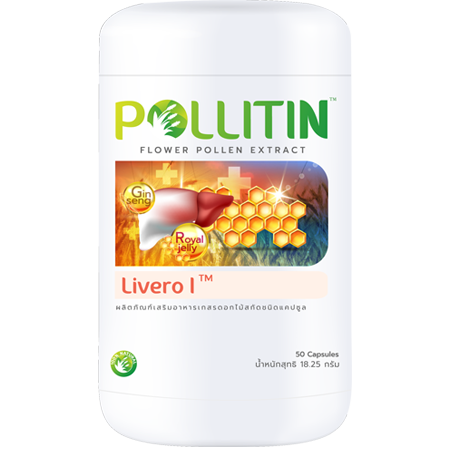 POLLITIN™
FLOWER POLLEN EXTRACT
Gin
seng
Royal
jelly
Livero I™
ผลิตภัณฑ์เสริมอาหารเกสรดอกไม้สกัดชนิดแคปซูล
50 Capsules
น้ำหนักสุทธิ 18.25 กรัม